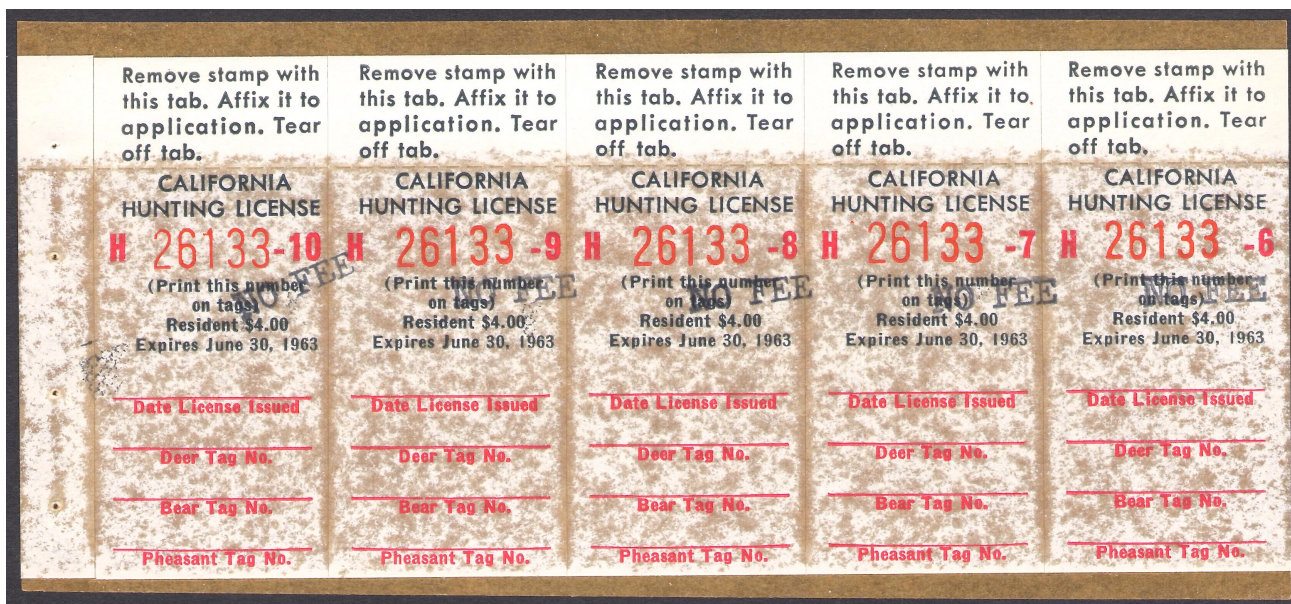 Remove stamp with
this tab. Affix it to
application. Tear
off tab.
CALIFORNIA
HUNTING LICENSE
H 26133-10
(Print this number
on tags)
NO FEE
Resident $4.00
Expires June 30, 1963
Date License Issued
Deer Tag No.
Bear Tag No.
Pheasant Tag No.
Remove stamp with
this tab. Affix it to
application. Tear
off tab.
CALIFORNIA
HUNTING LICENSE
H 26133-9
(Print this number
on tags)
NO FEE
Resident $4.00
Expires June 30, 1963
Date License Issued
Deer Tag No.
Bear Tag No.
Pheasant Tag No.
Remove stamp with
this tab. Affix it to
application. Tear
off tab.
CALIFORNIA
HUNTING LICENSE
H 26133-8
(Print this number
on tags)
NO FEE
Resident $4.00
Expires June 30, 1963
Date License Issued
Deer Tag No.
Bear Tag No.
Pheasant Tag No.
Remove stamp with
this tab. Affix it to
application. Tear
off tab.
CALIFORNIA
HUNTING LICENSE
H 26133-7
(Print this number
on tags)
NO FEE
Resident $4.00
Expires June 30, 1963
Date License Issued
Deer Tag No.
Bear Tag No.
Pheasant Tag No.
Remove stamp with
this tab. Affix it to
application. Tear
off tab.
CALIFORNIA
HUNTING LICENSE
H 26133-6
(Print this number
on tags)
NO FEE
Resident $4.00
Expires June 30, 1963
Date License Issued
Deer Tag No.
Bear Tag No.
Pheasant Tag No.